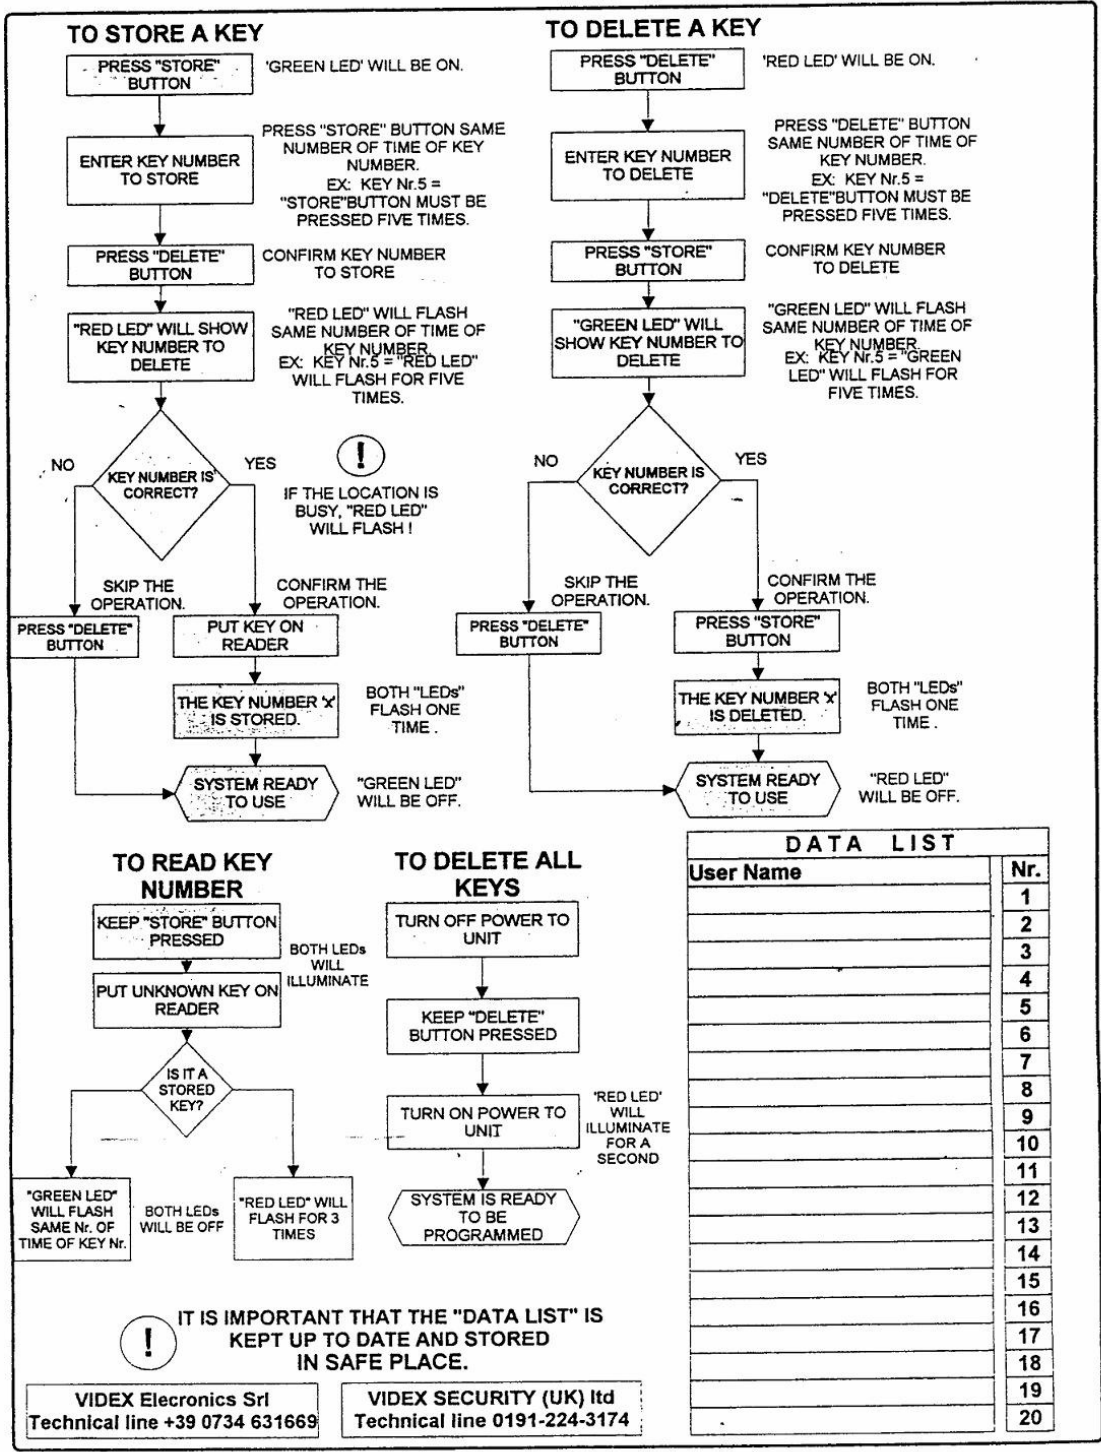 TO STORE A KEY
PRESS "STORE"
BUTTON
'GREEN LED' WILL BE ON.
ENTER KEY NUMBER
TO STORE
PRESS "STORE" BUTTON SAME
NUMBER OF TIME OF KEY
NUMBER.
EX: KEY Nr.5 =
"STORE"BUTTON MUST BE
PRESSED FIVE TIMES.
PRESS "DELETE"
BUTTON
CONFIRM KEY NUMBER
TO STORE
"RED LED" WILL SHOW
KEY NUMBER TO
DELETE
"RED LED" WILL FLASH
SAME NUMBER OF TIME OF
KEY NUMBER.
EX: KEY Nr.5 = "RED LED"
WILL FLASH FOR FIVE
TIMES.
NO
KEY NUMBER IS
CORRECT?
YES
!
IF THE LOCATION IS
BUSY, "RED LED"
WILL FLASH !
SKIP THE
OPERATION.
CONFIRM THE
OPERATION.
PRESS "DELETE"
BUTTON
PUT KEY ON
READER
THE KEY NUMBER 'x'
IS STORED.
BOTH "LEDs"
FLASH ONE
TIME .
SYSTEM READY
TO USE
"GREEN LED"
WILL BE OFF.
TO DELETE A KEY
PRESS "DELETE"
BUTTON
'RED LED' WILL BE ON.
ENTER KEY NUMBER
TO DELETE
PRESS "DELETE" BUTTON
SAME NUMBER OF TIME OF
KEY NUMBER.
EX: KEY Nr.5 =
"DELETE"BUTTON MUST BE
PRESSED FIVE TIMES.
PRESS "STORE"
BUTTON
CONFIRM KEY NUMBER
TO DELETE
"GREEN LED" WILL
SHOW KEY NUMBER TO
DELETE
"GREEN LED" WILL FLASH
SAME NUMBER OF TIME OF
KEY NUMBER.
EX: KEY Nr.5 = "GREEN
LED" WILL FLASH FOR
FIVE TIMES.
NO
KEY NUMBER IS
CORRECT?
YES
SKIP THE
OPERATION.
CONFIRM THE
OPERATION.
PRESS "DELETE"
BUTTON
PRESS "STORE"
BUTTON
THE KEY NUMBER 'x'
IS DELETED.
BOTH "LEDs"
FLASH ONE
TIME .
SYSTEM READY
TO USE
"RED LED"
WILL BE OFF.
TO READ KEY
NUMBER
KEEP "STORE" BUTTON
PRESSED
BOTH LEDs
WILL
ILLUMINATE
PUT UNKNOWN KEY ON
READER
IS IT A
STORED
KEY?
"GREEN LED"
WILL FLASH
SAME Nr. OF
TIME OF KEY Nr.
BOTH LEDs
WILL BE OFF
"RED LED" WILL
FLASH FOR 3
TIMES
TO DELETE ALL
KEYS
TURN OFF POWER TO
UNIT
KEEP "DELETE"
BUTTON PRESSED
TURN ON POWER TO
UNIT
'RED LED'
WILL
ILLUMINATE
FOR A
SECOND
SYSTEM IS READY
TO BE
PROGRAMMED
DATA LIST
User Name Nr.
1
2
3
4
5
6
7
8
9
10
11
12
13
14
15
16
17
18
19
20
!
IT IS IMPORTANT THAT THE "DATA LIST" IS
KEPT UP TO DATE AND STORED
IN SAFE PLACE.
VIDEX Elecronics Srl
Technical line +39 0734 631669
VIDEX SECURITY (UK) ltd
Technical line 0191-224-3174